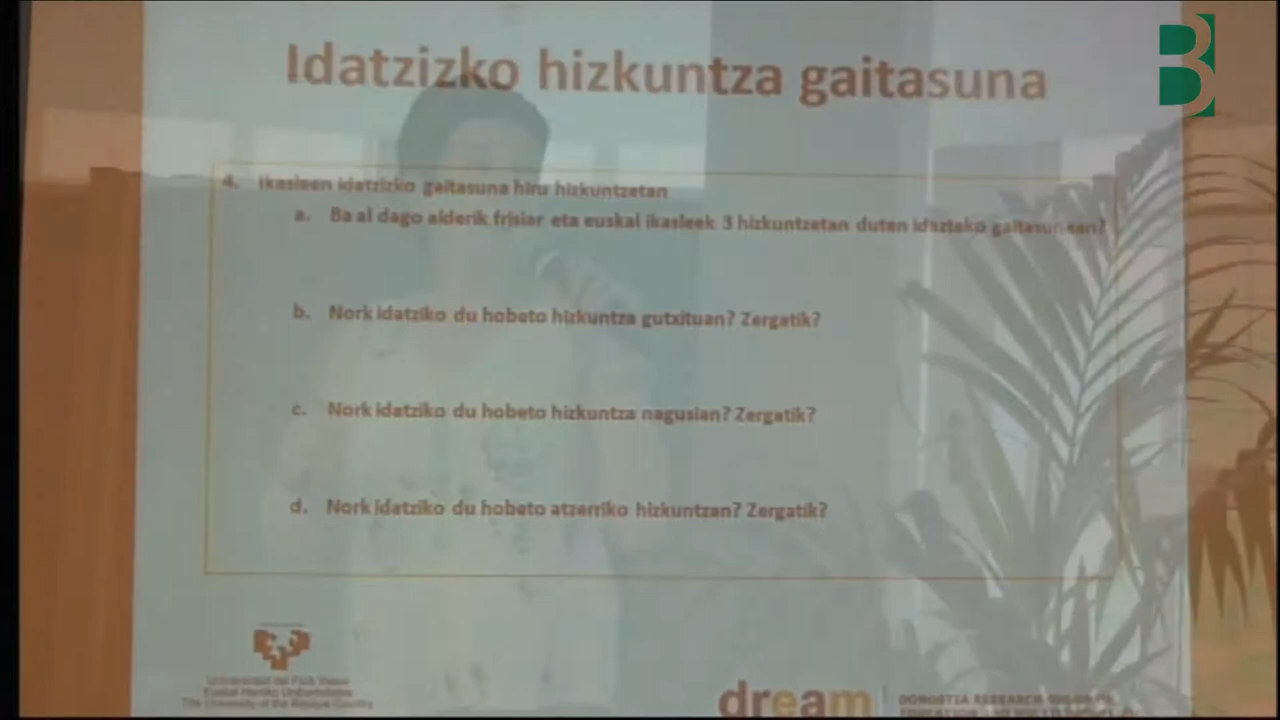 Idatzizko hizkuntza gaitasuna
4. Ikasleen idatzizko gaitasuna hiru hizkuntzetan
a. Ba al dago alderik frisiar eta euskal ikasleek 3 hizkuntzetan duten idazteko gaitasunean?
b. Nork idatziko du hobeto hizkuntza gutxituan? Zergatik?
c. Nork idatziko du hobeto hizkuntza nagusian? Zergatik?
d. Nork idatziko du hobeto atzerriko hizkuntzan? Zergatik?
Universidad del País Vasco
Euskal Herriko Unibertsitatea
The University of the Basque Country
dream
DONOSTIA RESEARCH
B